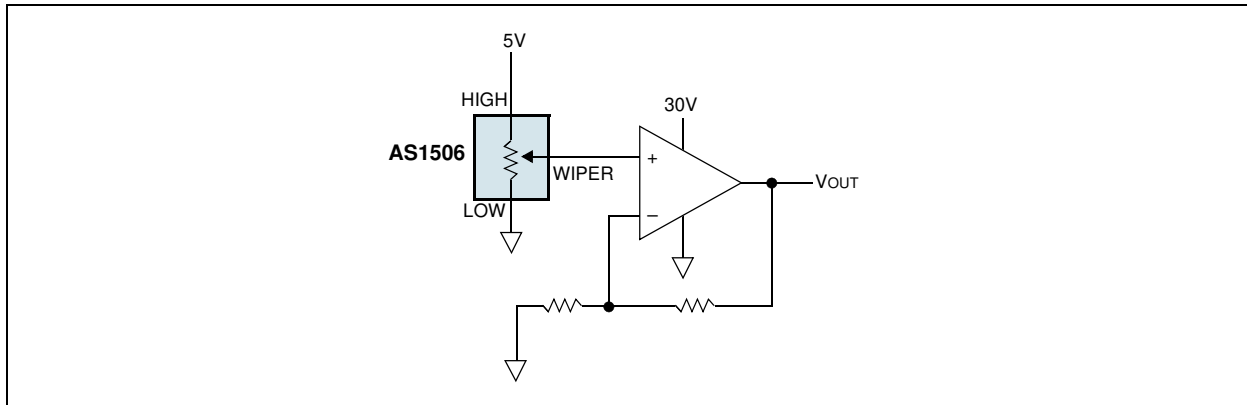 5V
HIGH
30V
AS1506
+
WIPER
VOUT
LOW
–